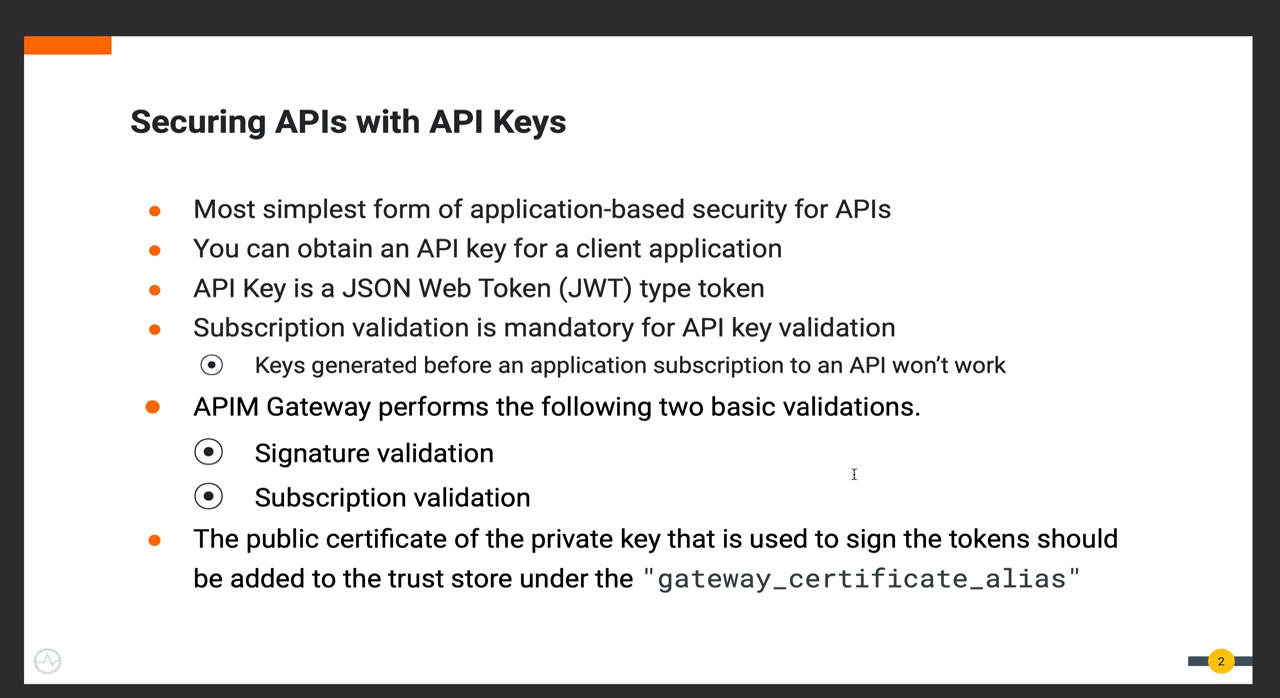 Securing APIs with API Keys
Most simplest form of application-based security for APIs
You can obtain an API key for a client application
API Key is a JSON Web Token (JWT) type token
Subscription validation is mandatory for API key validation
Keys generated before an application subscription to an API won’t work
APIM Gateway performs the following two basic validations.
Signature validation
Subscription validation
The public certificate of the private key that is used to sign the tokens should
be added to the trust store under the "gateway_certificate_alias"
2